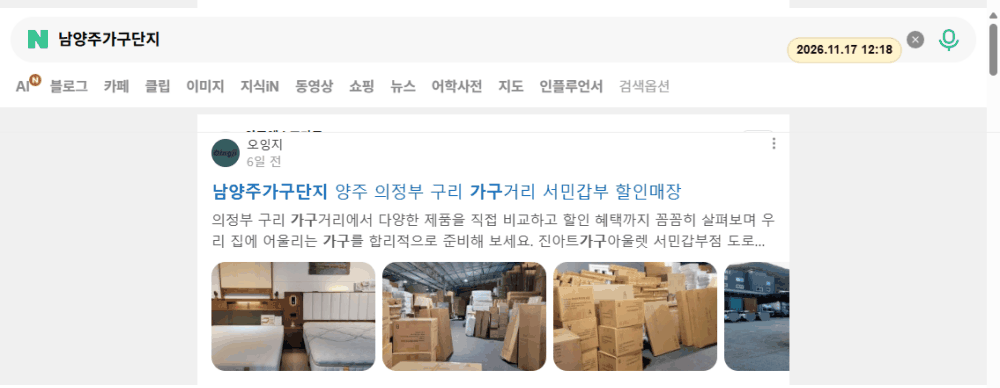 남양주가구단지
2026.11.17 12:18
AI N 블로그 카페 클립 이미지 지식iN 동영상 쇼핑 뉴스 어학사전 지도 인플루언서 검색옵션
오잉지
6일 전
남양주가구단지 양주 의정부 구리 가구거리 서민갑부 할인매장
의정부 구리 가구거리에서 다양한 제품을 직접 비교하고 할인 혜택까지 꼼꼼히 살펴보며 우
리 집에 어울리는 가구를 합리적으로 준비해 보세요. 진아트가구아울렛 서민갑부점 도로...